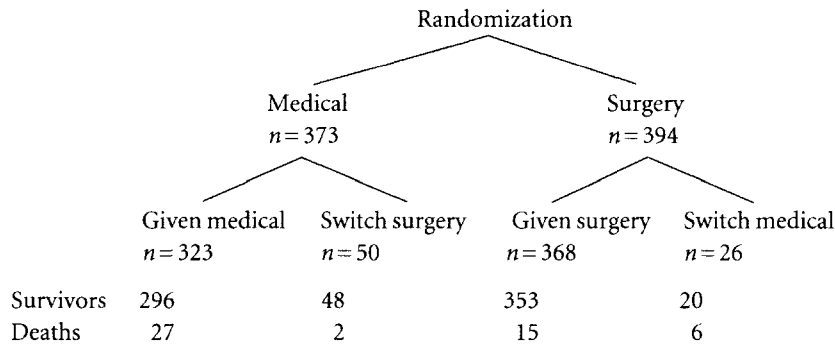 Randomization
Medical Surgery
n=373 n=394
Given medical Switch surgery Given surgery Switch medical
n=323 n=50 n=368 n=26
Survivors 296 48 353 20
Deaths 27 2 15 6